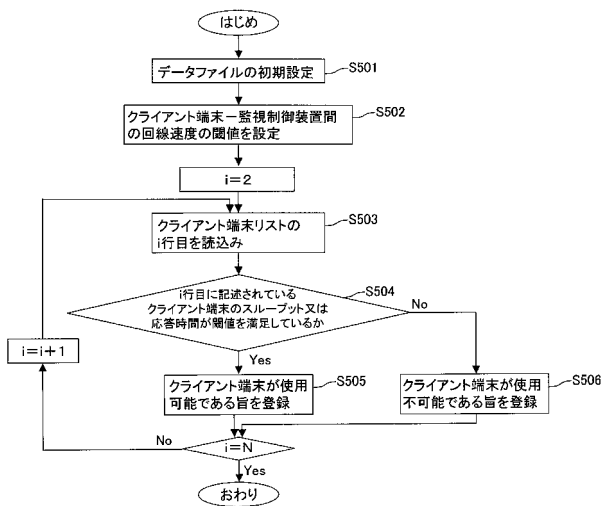 はじめ
データファイルの初期設定
S501
クライアント端末－監視制御装置間
の回線速度の閾値を設定
S502
i=2
クライアント端末リストの
i行目を読込み
S503
i行目に記述されている
クライアント端末のスループット又は
応答時間が閾値を満足しているか
S504
No
Yes
i=i+1
クライアント端末が使用
可能である旨を登録
S505
クライアント端末が使用
不可能である旨を登録
S506
No
i=N
Yes
おわり